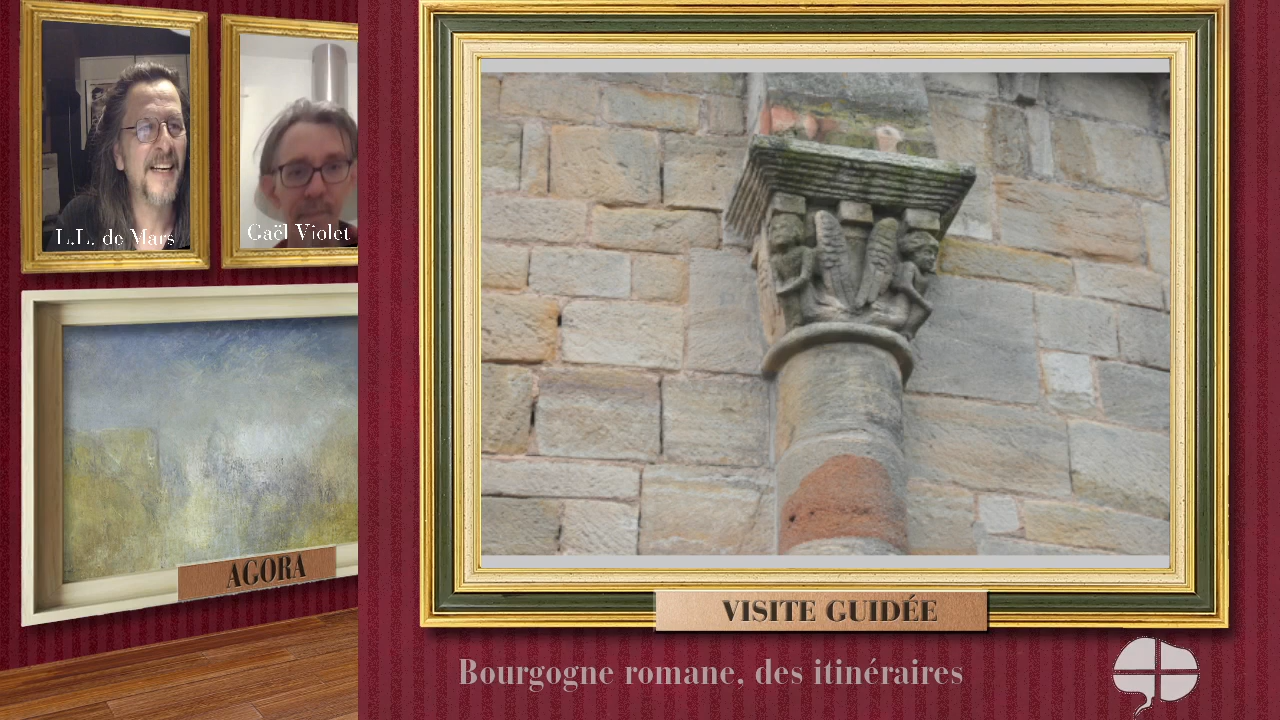 L.L. de Mars
Gaël Violet
AGORA
VISITE GUIDÉE
Bourgogne romane, des itinéraires